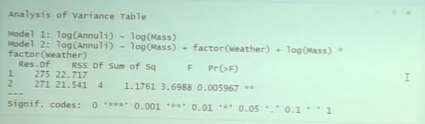 Analysis of Variance Table
Model 1: log(Annuli) ~ log(Mass)
Model 2: log(Annuli) ~ log(Mass) + factor(Weather) + log(Mass) *
factor(Weather)
Res.Df RSS Df Sum of Sq F Pr(>F)
1 275 22.717
2 271 21.541 4 1.1761 3.6988 0.005967 **
---
Signif. codes: 0 '***' 0.001 '**' 0.01 '*' 0.05 '.' 0.1 ' ' 1